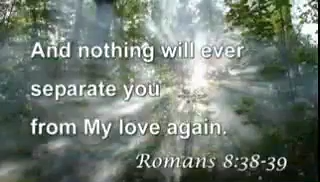 And nothing will ever
separate you
from My love again.
Romans 8:38-39